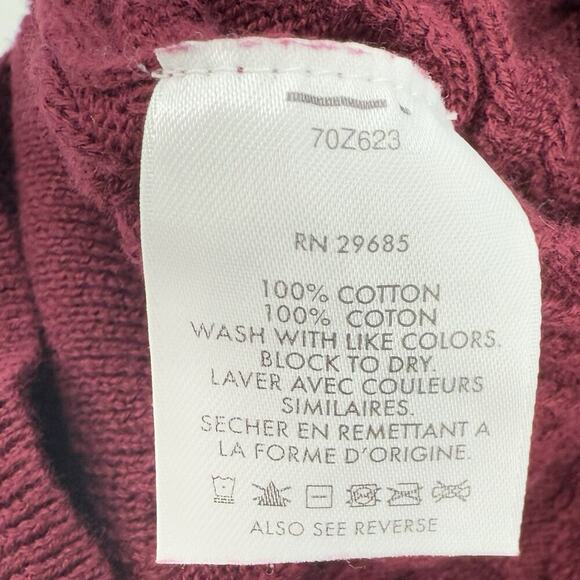 70Z623
RN 29685
100% COTTON
100% COTON
WASH WITH LIKE COLORS.
BLOCK TO DRY.
LAVER AVEC COULEURS
SIMILAIRES.
SECHER EN REMETTANT A
LA FORME D'ORIGINE.
ALSO SEE REVERSE